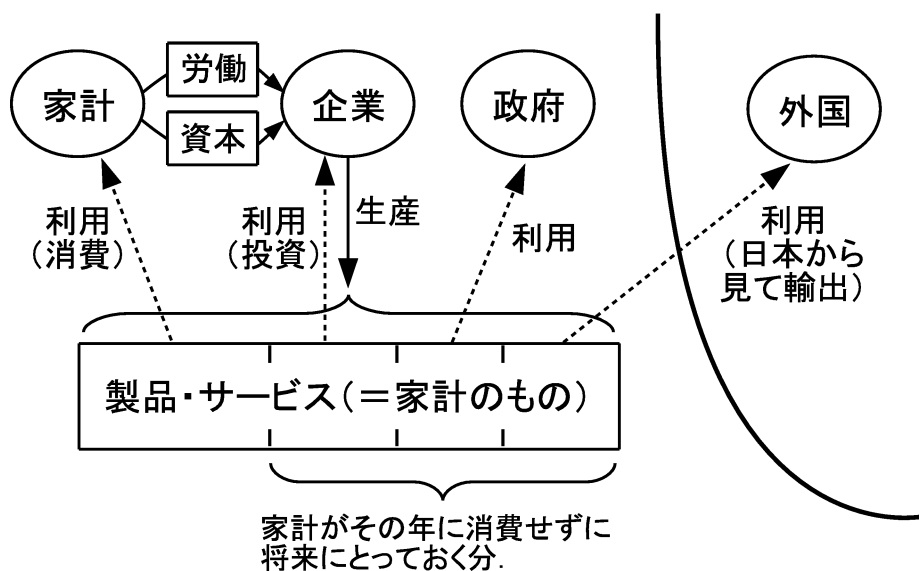 家計
労働
資本
企業
政府
外国
利用
（消費）
利用
（投資）
生産
利用
利用
（日本から
見て輸出）
製品・サービス（＝家計のもの）
家計がその年に消費せずに
将来にとっておく分.